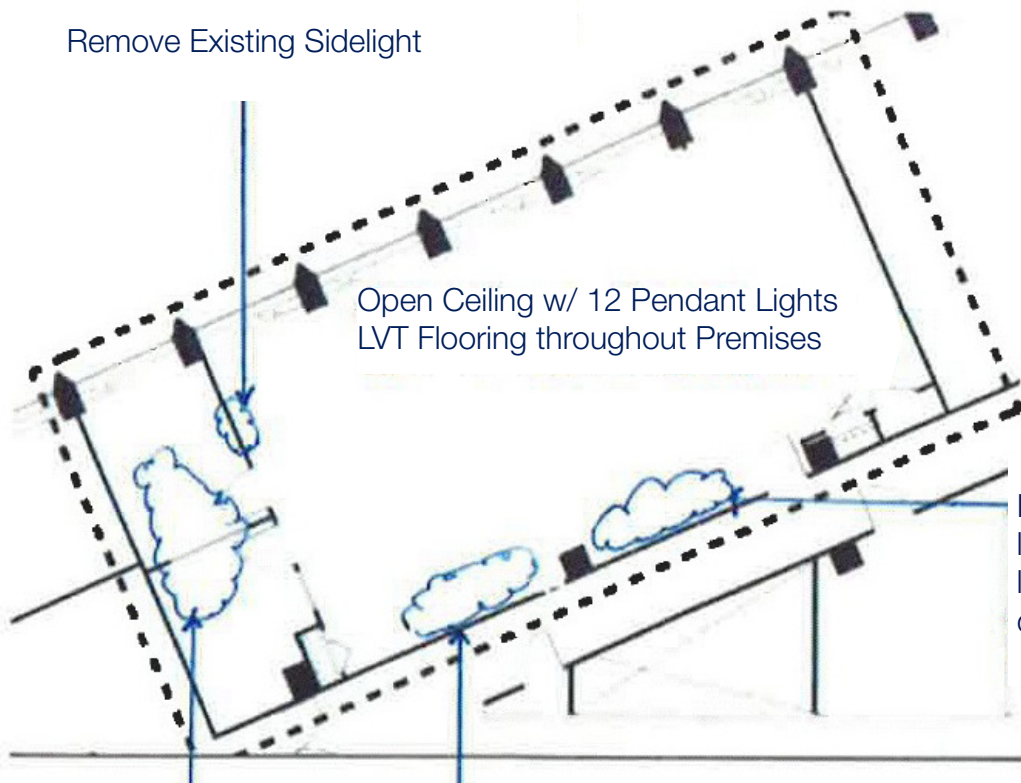 Remove Existing Sidelight
Open Ceiling w/ 12 Pendant Lights
LVT Flooring throughout Premises